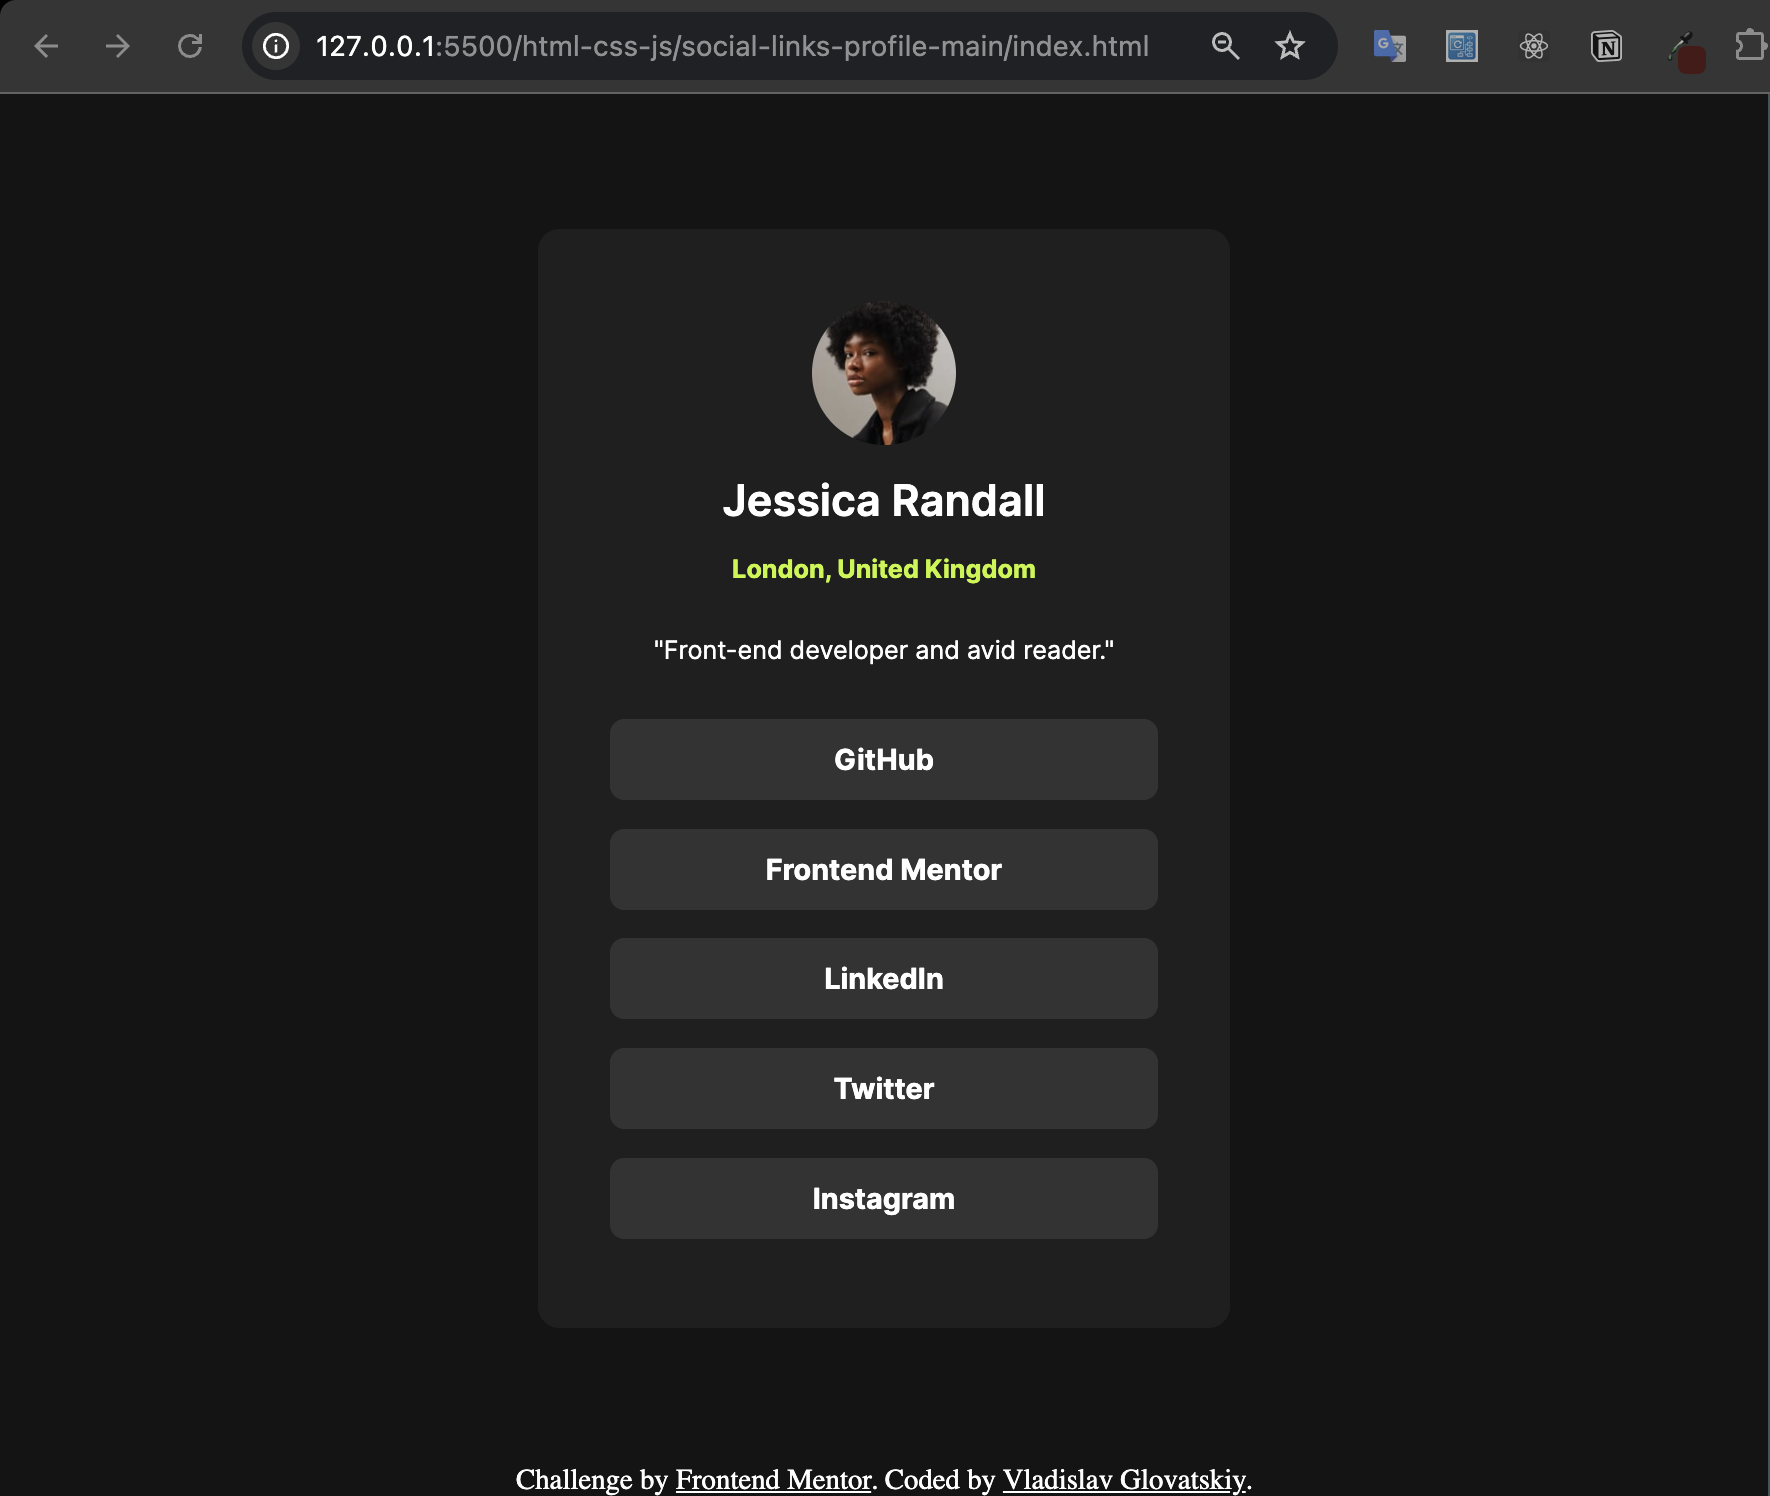 127.0.0.1:5500/html-css-js/social-links-profile-main/index.html
Jessica Randall
London, United Kingdom
"Front-end developer and avid reader."
GitHub
Frontend Mentor
LinkedIn
Twitter
Instagram
Challenge by Frontend Mentor. Coded by Vladislav Glovatskiy.